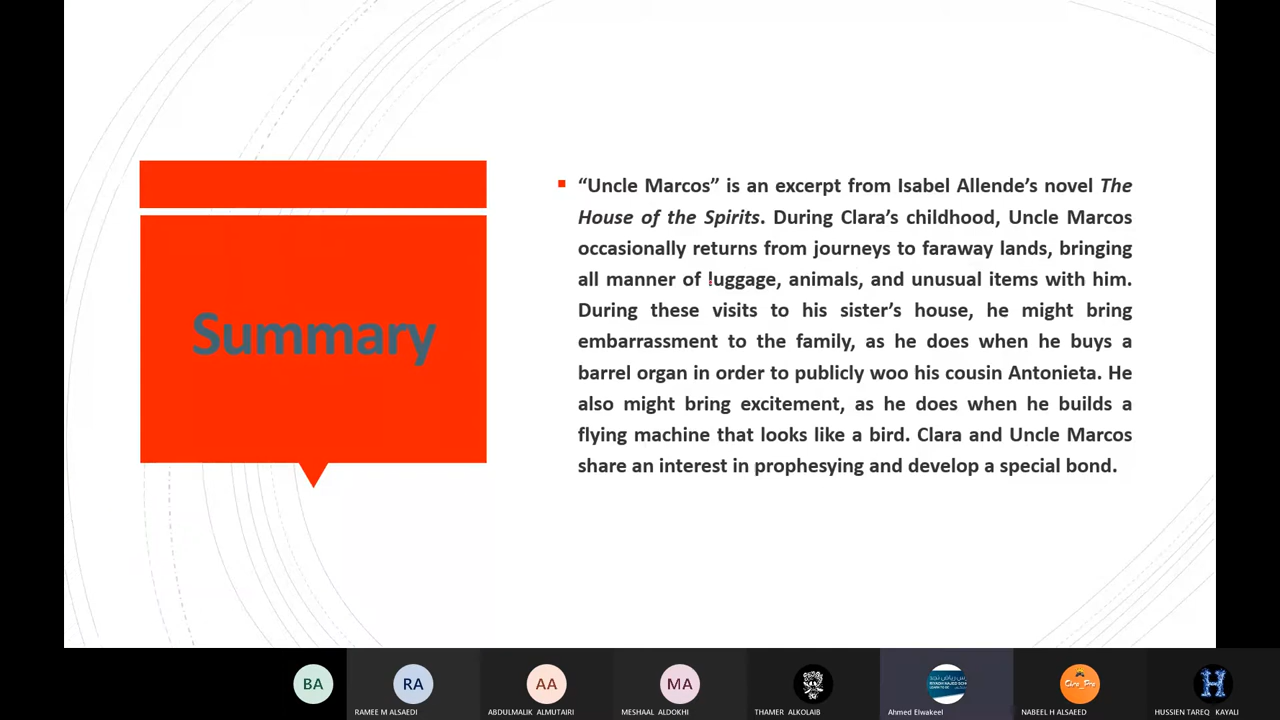 Summary
▪ “Uncle Marcos” is an excerpt from Isabel Allende’s novel The
House of the Spirits. During Clara’s childhood, Uncle Marcos
occasionally returns from journeys to faraway lands, bringing
all manner of luggage, animals, and unusual items with him.
During these visits to his sister’s house, he might bring
embarrassment to the family, as he does when he buys a
barrel organ in order to publicly woo his cousin Antonieta. He
also might bring excitement, as he does when he builds a
flying machine that looks like a bird. Clara and Uncle Marcos
share an interest in prophesying and develop a special bond.
BA
RA
AA
MA
H
RAMEE M ALSAEDI
ABDULMALIK ALMUTAIRI
MESHAAL ALDOKHI
THAMER ALKOLAIB
Ahmed Elwakeel
NABEEL H ALSAEED
HUSSIEN TAREQ KAYALI